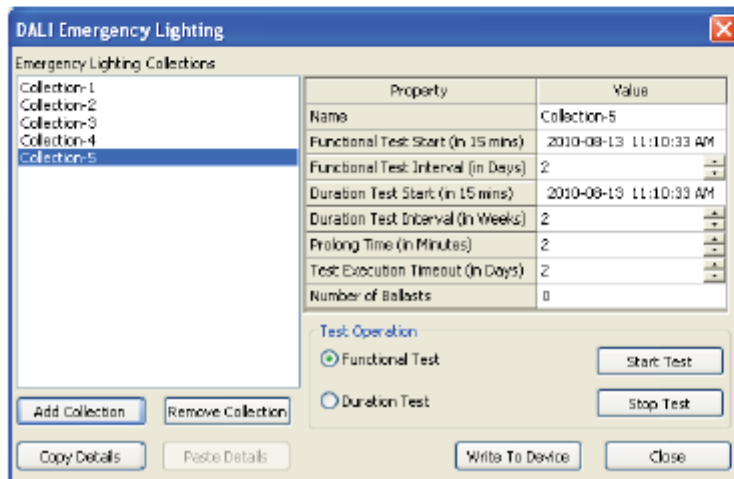 DALI Emergency Lighting
Emergency Lighting Collections
Collection-1
Collection-2
Collection-3
Collection-4
Collection-5
Property Value
Name Collection-5
Functional Test Start (in 15 mins) 2010-08-13 11:10:33 AM
Functional Test Interval (in Days) 2
Duration Test Start (in 15 mins) 2010-08-13 11:10:33 AM
Duration Test Interval (in Weeks) 2
Prolong Time (in Minutes) 2
Test Execution Timeout (in Days) 2
Number of Ballasts 0
Test Operation
Functional Test Start Test
Duration Test Stop Test
Add Collection Remove Collection
Copy Details Paste Details Write To Device Close